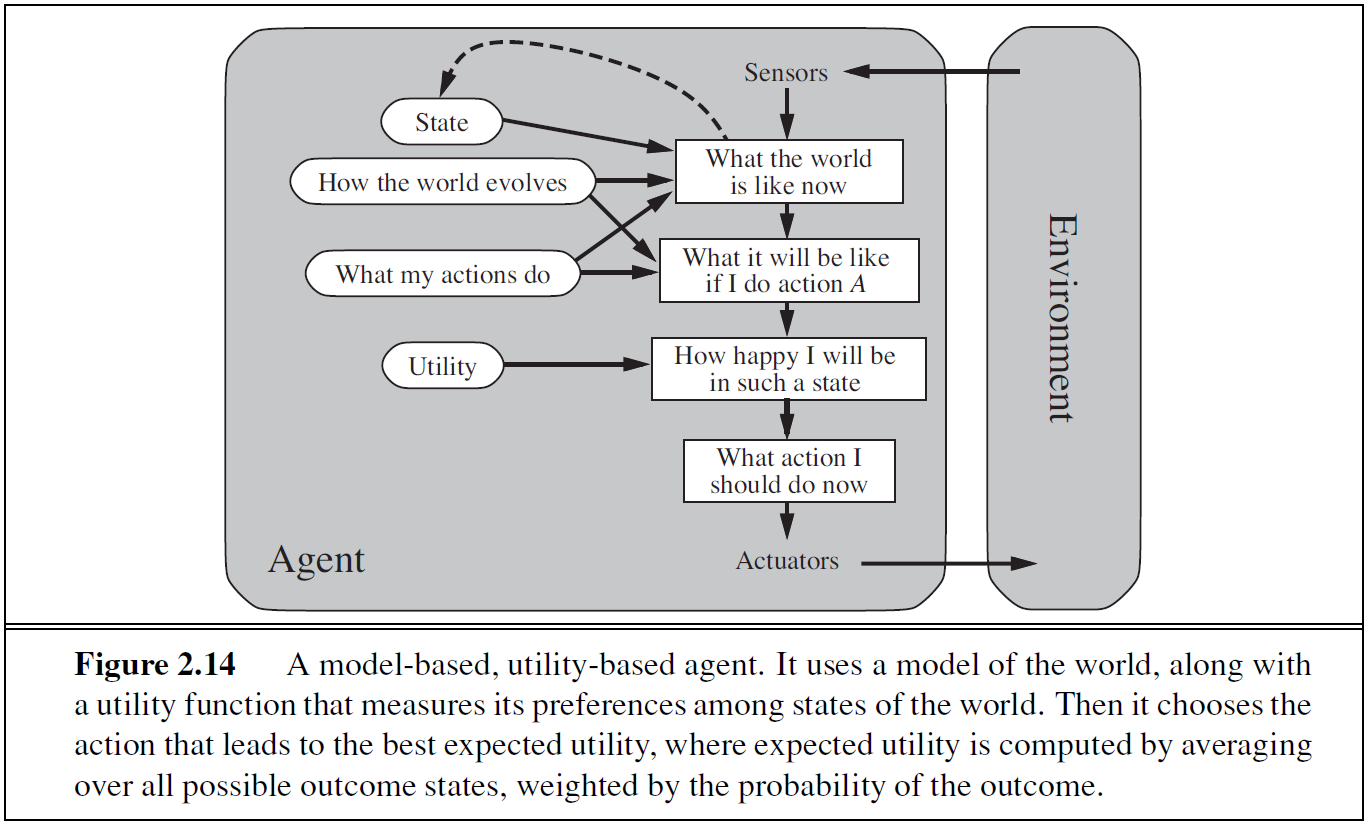 Sensors
State
What the world
is like now
How the world evolves
What it will be like
if I do action A
What my actions do
How happy I will be
in such a state
Utility
What action I
should do now
Agent
Actuators
Environment
Figure 2.14 A model-based, utility-based agent. It uses a model of the world, along with
a utility function that measures its preferences among states of the world. Then it chooses the
action that leads to the best expected utility, where expected utility is computed by averaging
over all possible outcome states, weighted by the probability of the outcome.